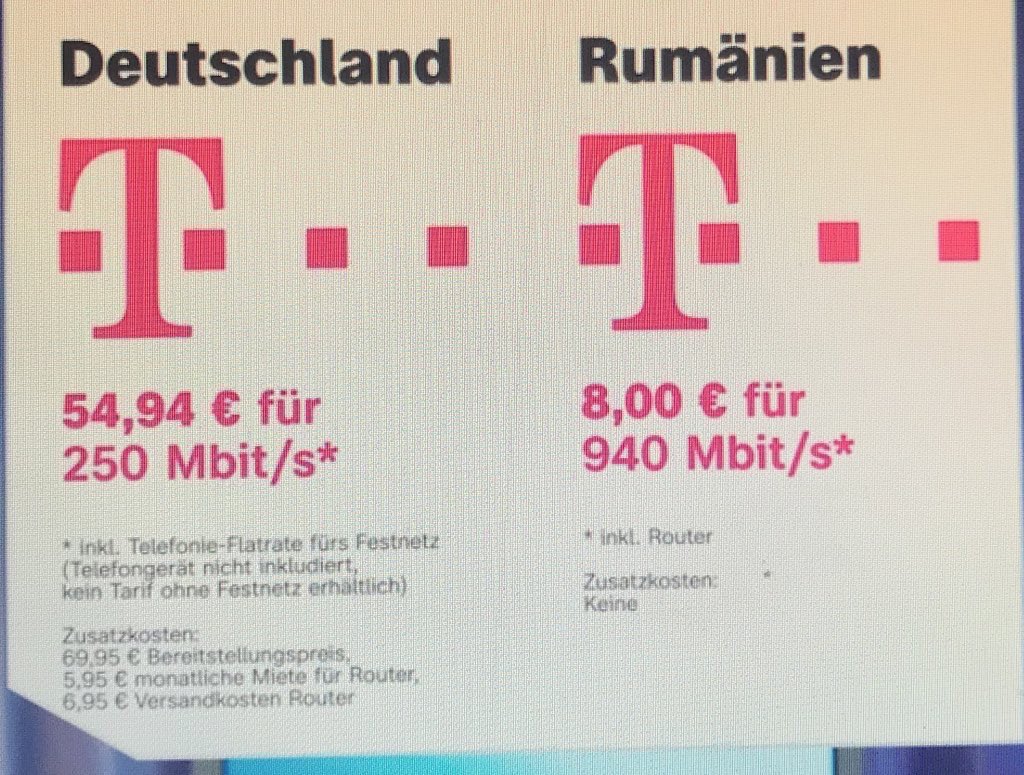 Deutschland
T
54,94 € für
250 Mbit/s*
* inkl. Telefonie-Flatrate fürs Festnetz
(Telefongerät nicht inkludiert,
kein Tarif ohne Festnetz erhältlich)
Zusatzkosten:
69,95 € Bereitstellungspreis,
5,95 € monatliche Miete für Router,
6,95 € Versandkosten Router
Rumänien
T
8,00 € für
940 Mbit/s*
* inkl. Router
Zusatzkosten:
Keine